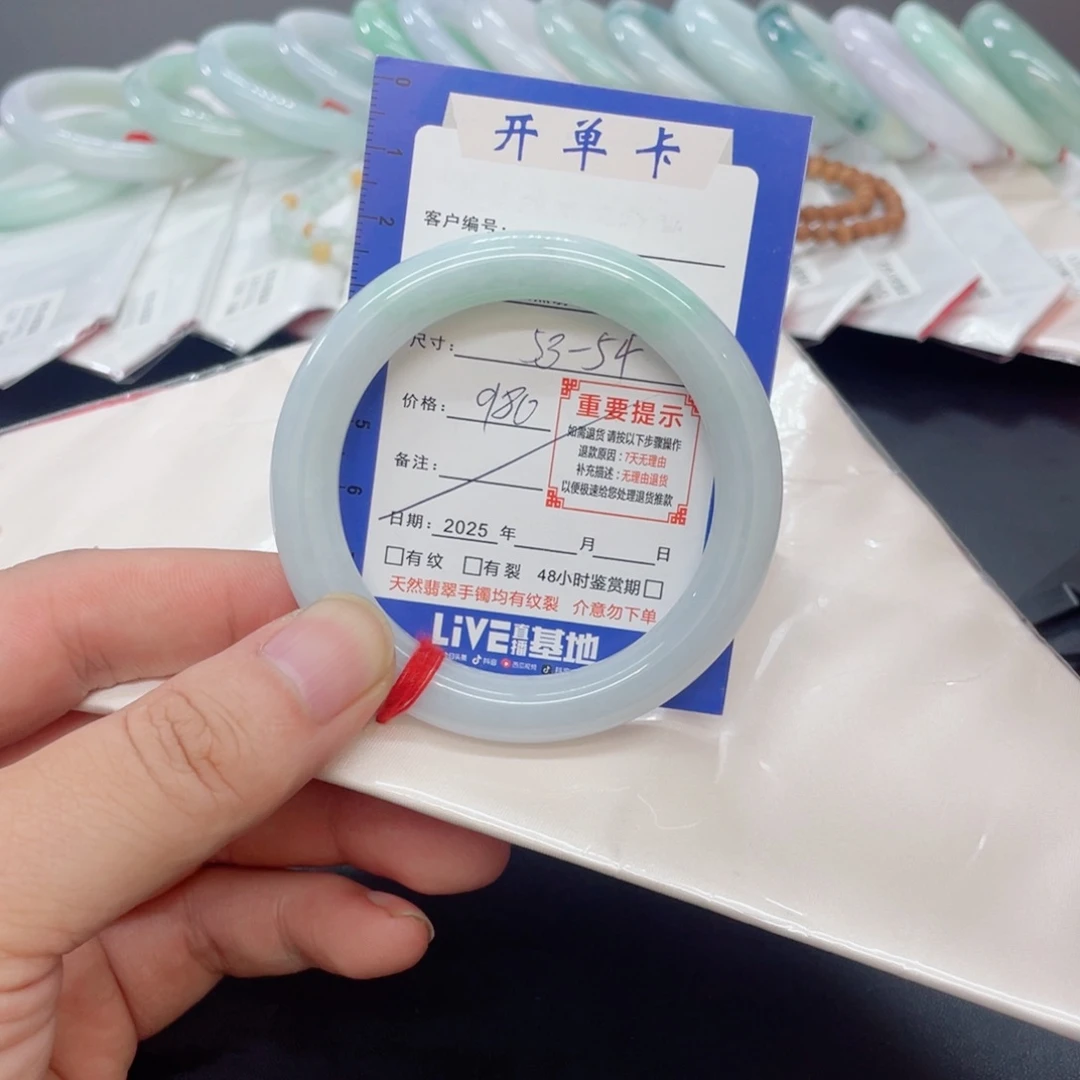 0
1
2
开单卡
客户编号:
尺寸: 53-54
价格: 980
重要提示
如需退货 请按以下步骤操作
退款原因:7天无理由
补充描述:无理由退货
以便极速给您处理退货推款
5
备注:
6
日期: 2025 年 月 日
有纹 有裂 48小时鉴赏期
天然翡翠手镯均有纹裂 介意勿下单
LiVE直播基地
抖音